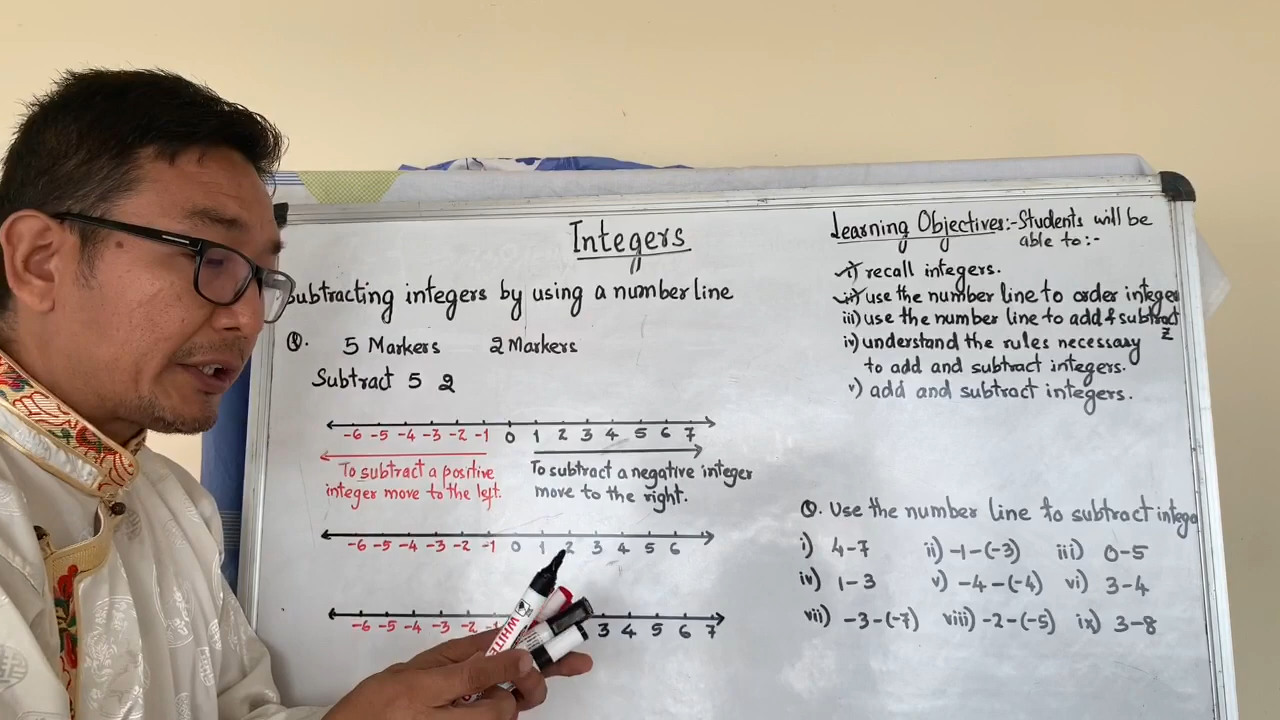 Integers
Subtracting integers by using a number line
Q. 5 Markers 2 Markers
Subtract 5 2
-6 -5 -4 -3 -2 -1 0 1 2 3 4 5 6 7
To subtract a positive
integer move to the left.
To subtract a negative integer
move to the right.
-6 -5 -4 -3 -2 -1 0 1 2 3 4 5 6
-6 -5 -4 -3 -2 -1 3 4 5 6 7
WHITE
Learning Objectives:- Students will be
able to:-
i) recall integers.
ii) use the number line to order integer
iii) use the number line to add & subtract
Z
iv) understand the rules necessary
to add and subtract integers.
v) add and subtract integers.
Q. Use the number line to subtract intege
i) 4-7 ii) -1-(-3) iii) 0-5
iv) 1-3 v) -4-(-4) vi) 3-4
vii) -3-(-7) viii) -2-(-5) ix) 3-8